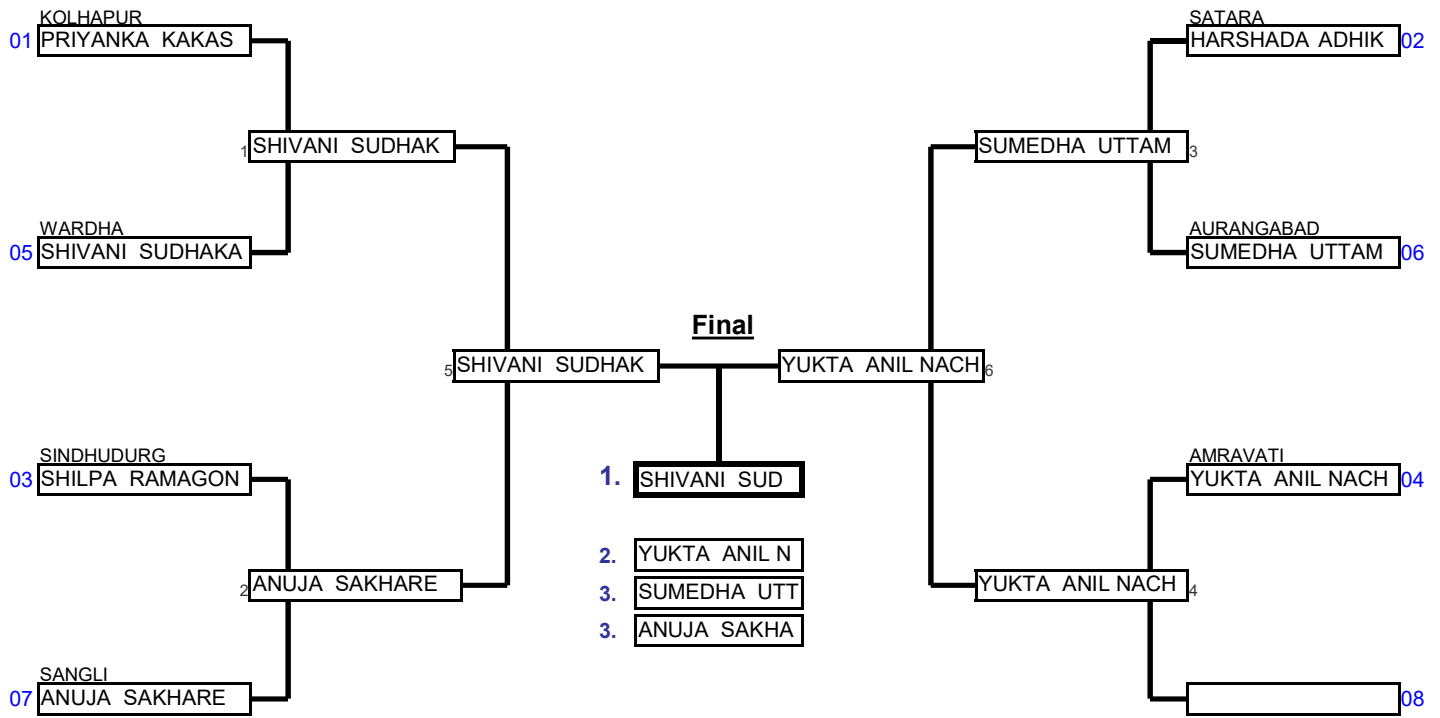 KOLHAPUR
01 PRIYANKA KAKAS
SATARA
HARSHADA ADHIK 02
1 SHIVANI SUDHAK
SUMEDHA UTTAM 3
WARDHA
05 SHIVANI SUDHAKA
AURANGABAD
SUMEDHA UTTAM 06
Final
5 SHIVANI SUDHAK
YUKTA ANIL NACH 6
SINDHUDURG
03 SHILPA RAMAGON
1. SHIVANI SUD
AMRAVATI
YUKTA ANIL NACH 04
2. YUKTA ANIL N
2 ANUJA SAKHARE
3. SUMEDHA UTT
YUKTA ANIL NACH 4
3. ANUJA SAKHA
SANGLI
07 ANUJA SAKHARE
08